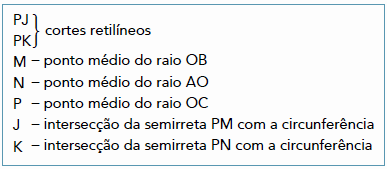 PJ
PK} cortes retilíneos
M – ponto médio do raio OB
N – ponto médio do raio AO
P – ponto médio do raio OC
J – intersecção da semirreta PM com a circunferência
K – intersecção da semirreta PN com a circunferência